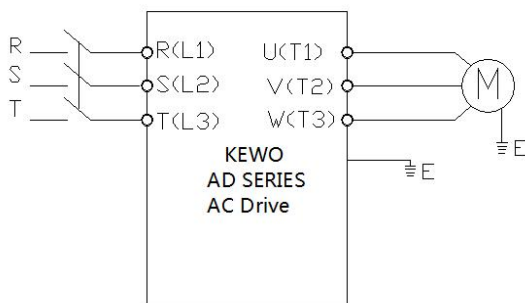 R R(L1) U(T1)
S S(L2) V(T2) M
T T(L3) W(T3)
KEWO
AD SERIES
AC Drive
E
E